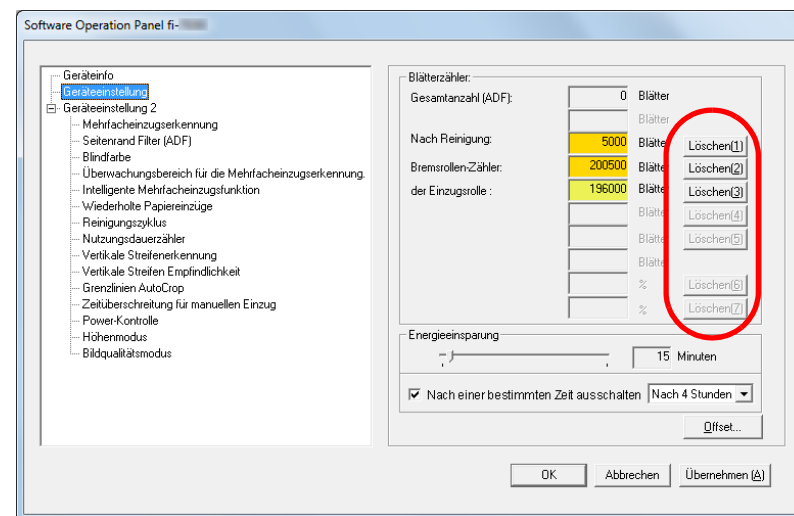 Software Operation Panel fi-
Geräteinfo
Geräteeinstellung
Geräteeinstellung 2
Mehrfacheinzugserkennung
Seitenrand Filter (ADF)
Blindfarbe
Überwachungsbereich für die Mehrfacheinzugserkennung.
Intelligente Mehrfacheinzugsfunktion
Wiederholte Papiereinzüge
Reinigungszyklus
Nutzungsdauerzähler
Vertikale Streifenerkennung
Vertikale Streifen Empfindlichkeit
Grenzlinien AutoCrop
Zeitüberschreitung für manuellen Einzug
Power-Kontrolle
Höhenmodus
Bildqualitätsmodus
Blätterzähler:
Gesamtanzahl (ADF): 0 Blätter
Blätter
Nach Reinigung: 5000 Blätter Löschen(1)
Bremsrollen-Zähler: 200500 Blätter Löschen(2)
der Einzugsrolle : 196000 Blätter Löschen(3)
Blätter Löschen(4)
Blätter Löschen(5)
Blätter
% Löschen(6)
% Löschen(7)
Energieeinsparung
15 Minuten
Nach einer bestimmten Zeit ausschalten Nach 4 Stunden
Offset...
OK Abbrechen Übernehmen (A)